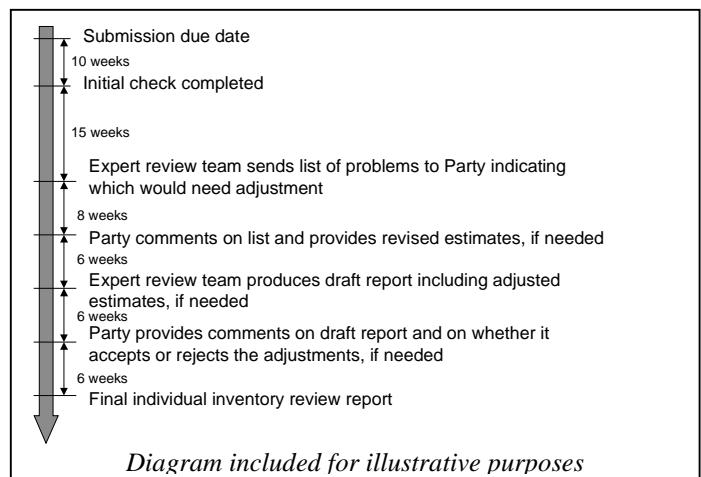 Submission due date
10 weeks
Initial check completed
15 weeks
Expert review team sends list of problems to Party indicating
which would need adjustment
8 weeks
Party comments on list and provides revised estimates, if needed
6 weeks
Expert review team produces draft report including adjusted
estimates, if needed
6 weeks
Party provides comments on draft report and on whether it
accepts or rejects the adjustments, if needed
6 weeks
Final individual inventory review report
Diagram included for illustrative purposes